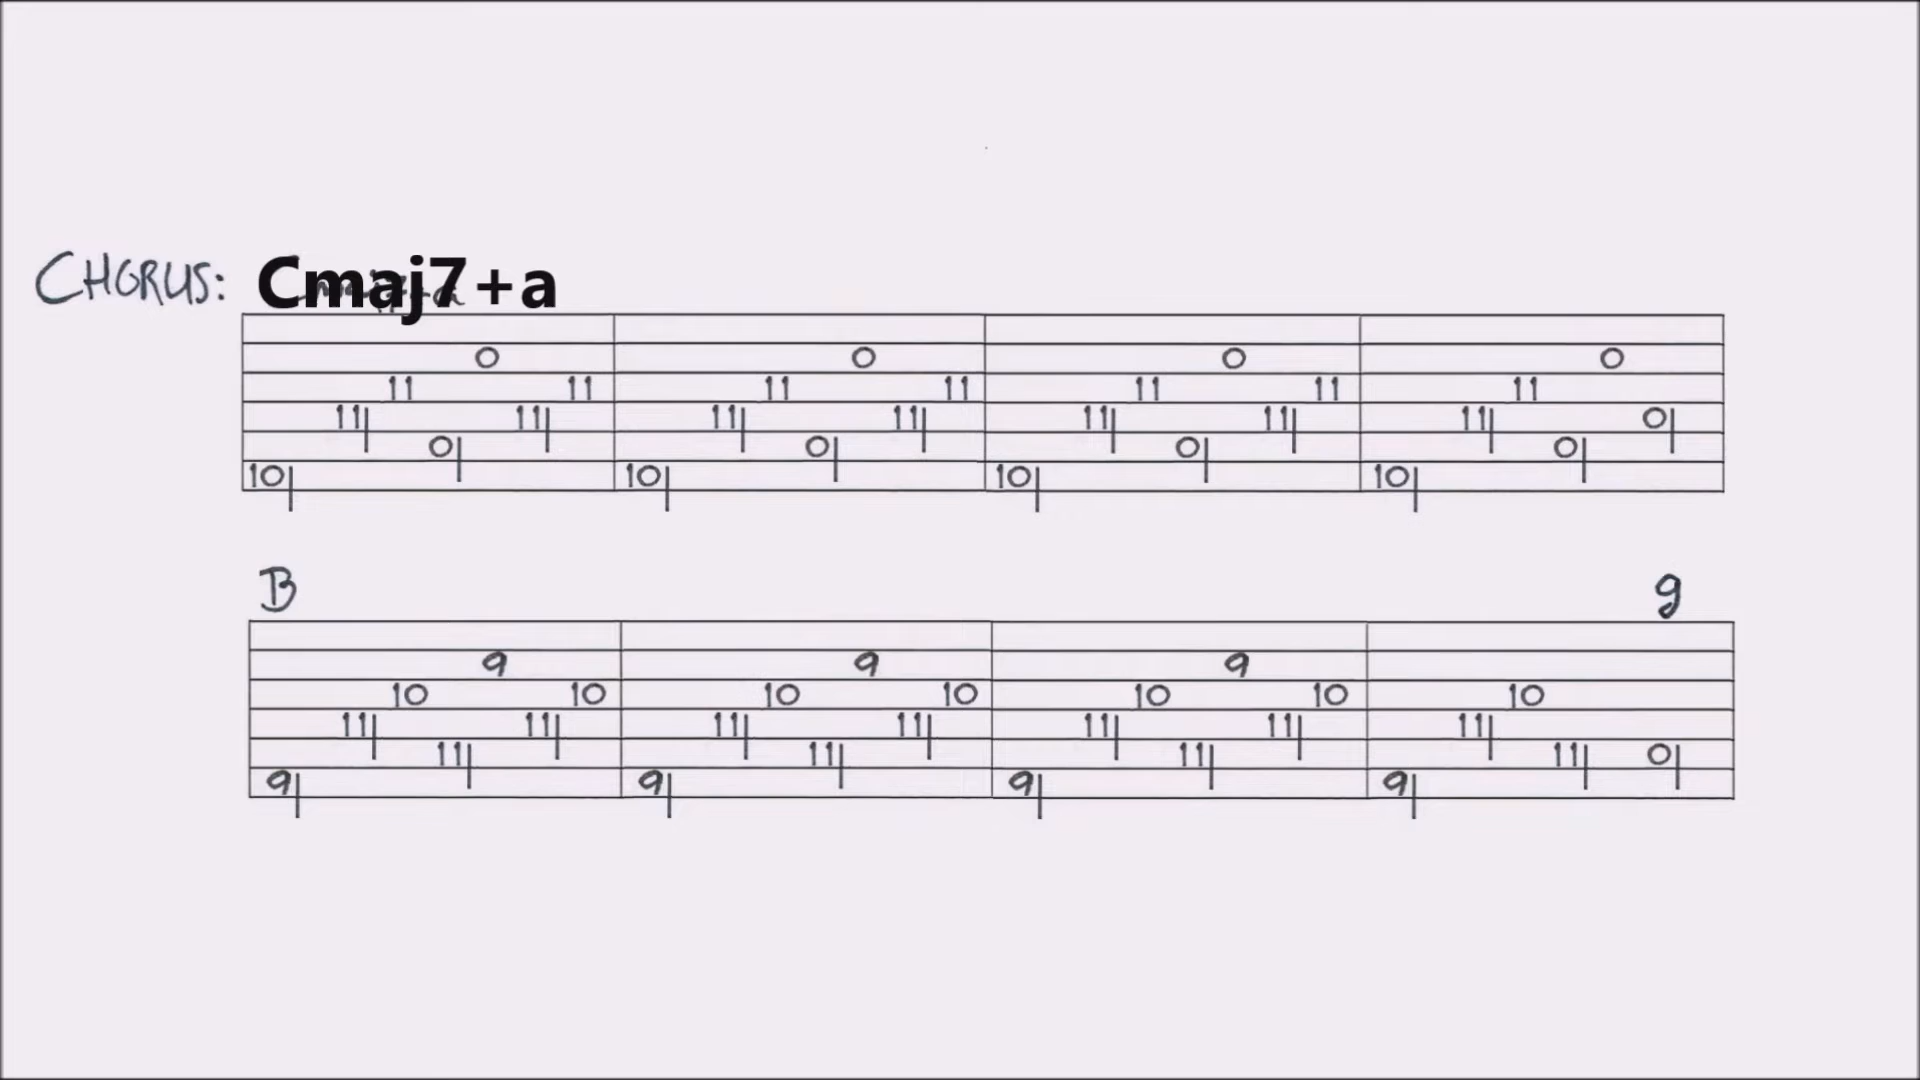 CHORUS: Cmaj7+a
0 0 0 0
11 11 11 11 11 11 11
11 11 11 11 11 11 11 0
0 0 0 0
10 10 10 10
B g
9 9 9
10 10 10 10 10 10 10
11 11 11 11 11 11 11
11 11 11 11 0
9 9 9 9